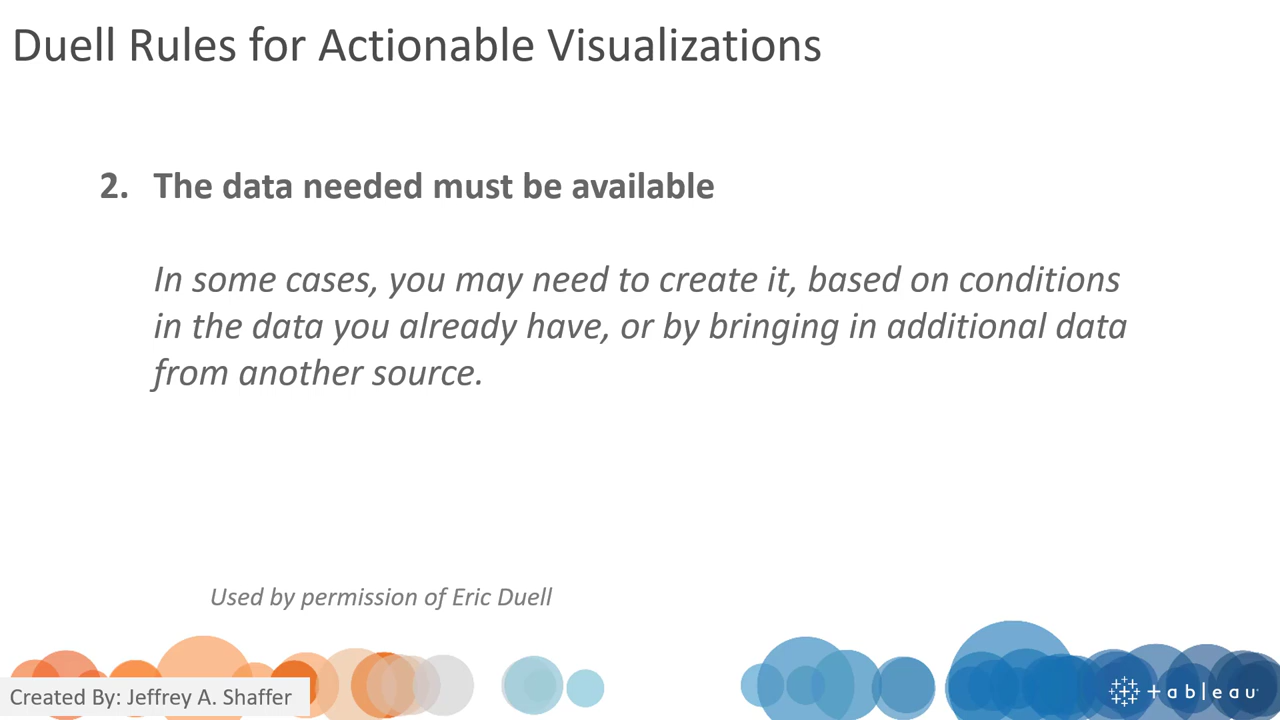 Duell Rules for Actionable Visualizations
2. The data needed must be available
In some cases, you may need to create it, based on conditions
in the data you already have, or by bringing in additional data
from another source.
Used by permission of Eric Duell
Created By: Jeffrey A. Shaffer
+ableau